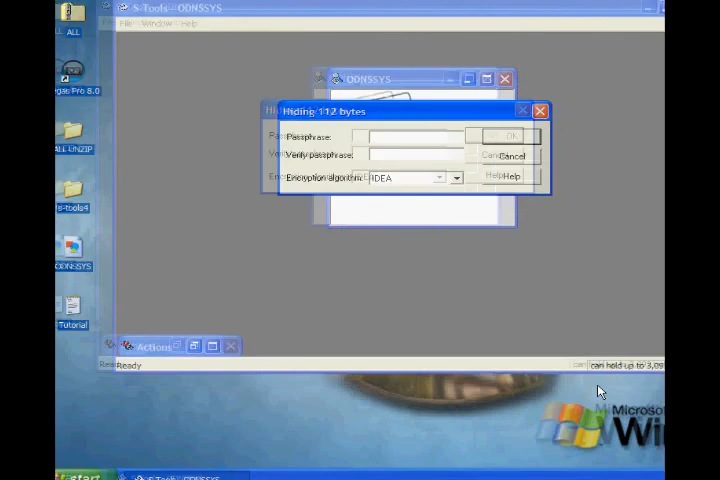 ALL
S-Tools - ODNSSYS
File Window Help
ODNSSYS
gas Pro 8.0
Hiding 112 bytes
Passphrase:
OK
Verify passphrase:
Cancel
Encryption algorithm:
IDEA
Help
ALL UNZIP
s-tools4
ODNSSYS
Tutorial
Actions
Ready
can hold up to 3,09
Microsof
Wi
start
S-Tools - ODNSSYS